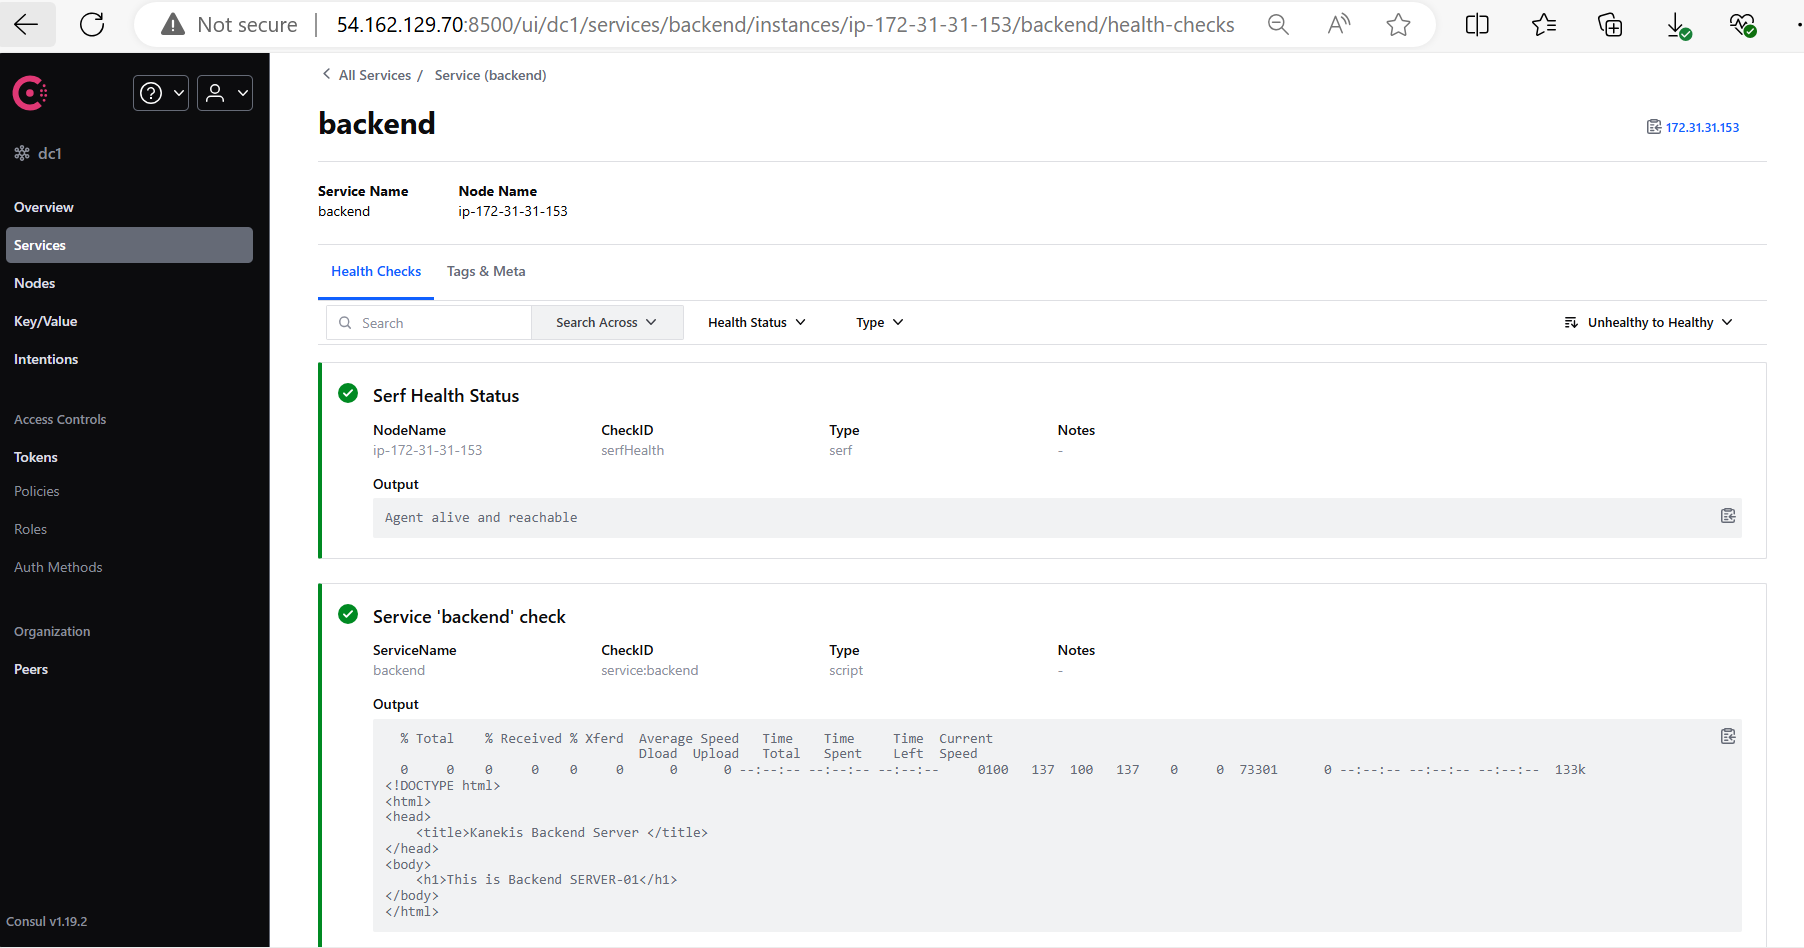 Not secure | 54.162.129.70:8500/ui/dc1/services/backend/instances/ip-172-31-31-153/backend/health-checks
dc1
Overview
Services
Nodes
Key/Value
Intentions
Access Controls
Tokens
Policies
Roles
Auth Methods
Organization
Peers
Consul v1.19.2
All Services / Service (backend)
backend
172.31.31.153
Service Name Node Name
backend ip-172-31-31-153
Health Checks Tags & Meta
Search Search Across Health Status Type Unhealthy to Healthy
Serf Health Status
NodeName CheckID Type Notes
ip-172-31-31-153 serfHealth serf -
Output
Agent alive and reachable
Service 'backend' check
ServiceName CheckID Type Notes
backend service:backend script -
Output
% Total % Received % Xferd Average Speed Time Time Time Current
Dload Upload Total Spent Left Speed
0 0 0 0 0 0 0 0 --:--:-- --:--:-- --:--:-- 0100 137 100 137 0 0 73301 0 --:--:-- --:--:-- --:--:-- 133k
<!DOCTYPE html>
<html>
<head>
<title>Kanekis Backend Server </title>
</head>
<body>
<h1>This is Backend SERVER-01</h1>
</body>
</html>